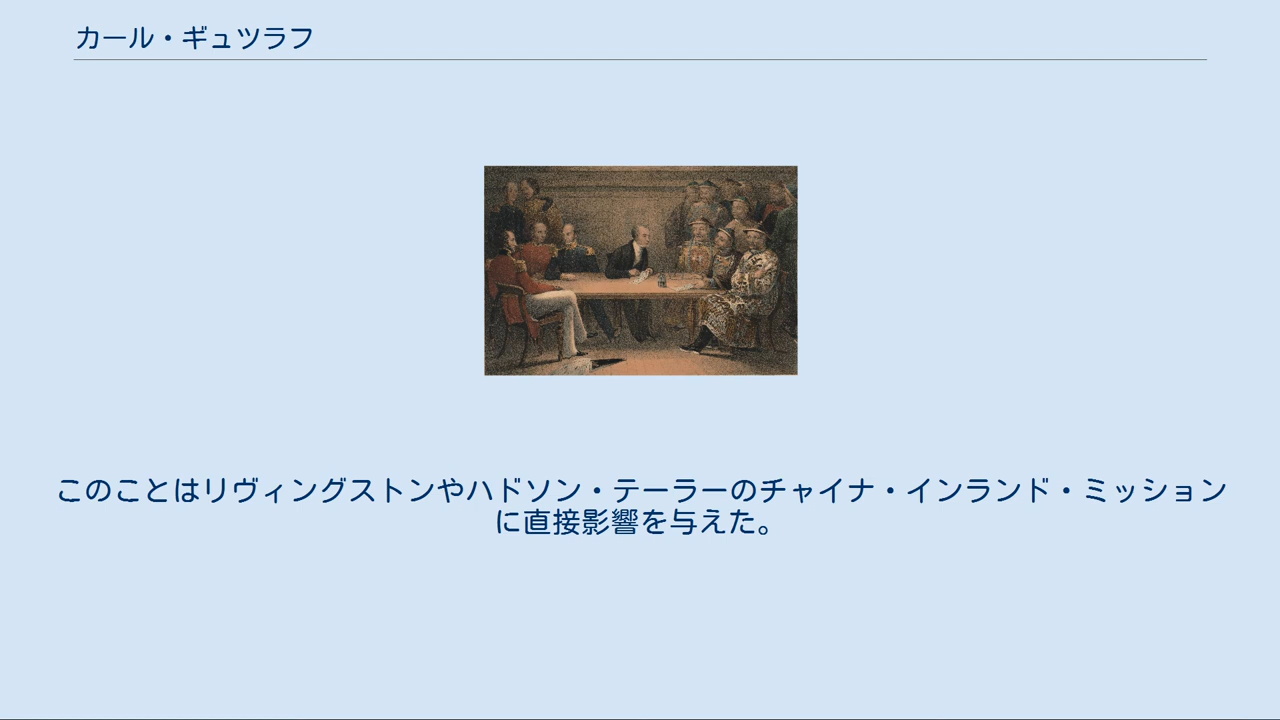 カール・ギュツラフ
このことはリヴィングストンやハドソン・テーラーのチャイナ・インランド・ミッション
に直接影響を与えた。